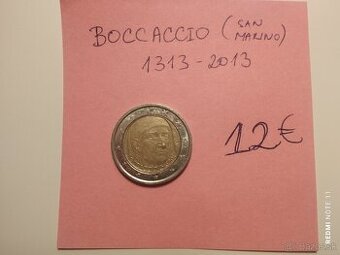 BOCCACCIO (SAN MARINO)
1313-2013
12€
REDMI NOTE 11